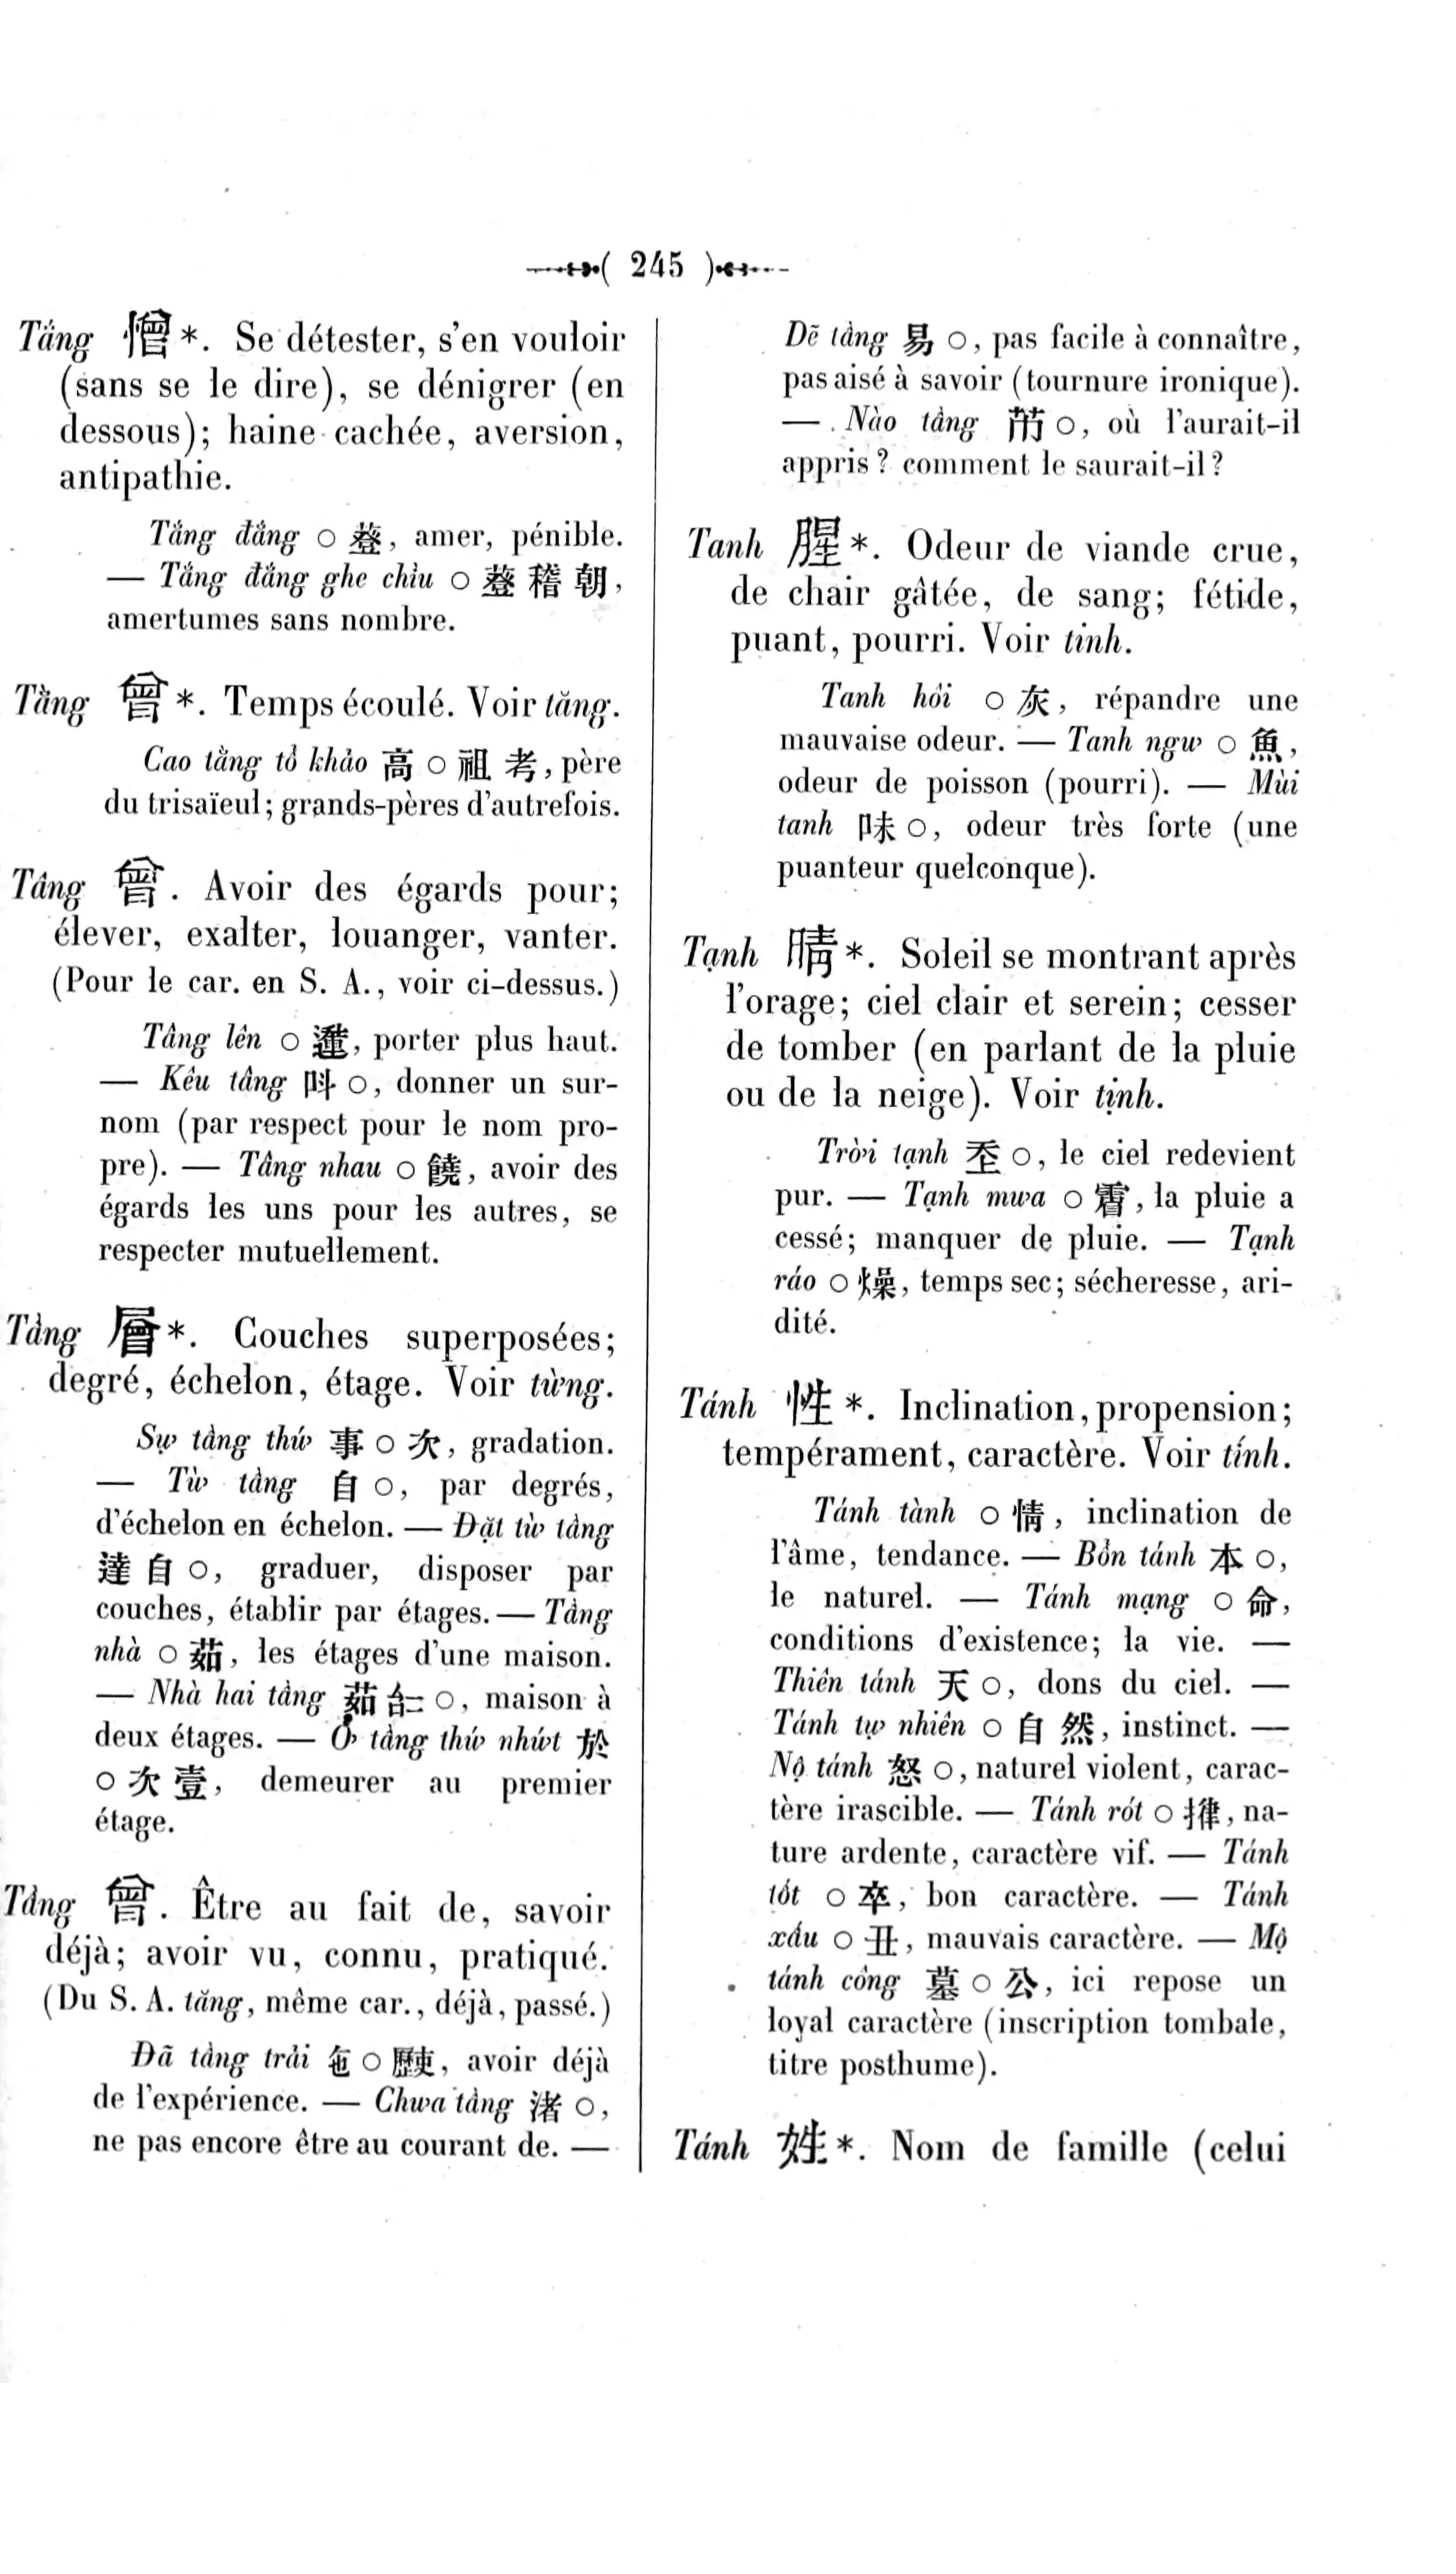 ( 245 )
Tắng 憎 *. Se détester, s'en vouloir
(sans se le dire), se dénigrer (en
dessous); haine cachée, aversion,
antipathie.
Tắng đắng ○, amer, pénible.
— Tắng đắng ghe chịu ○ 稽 朝,
amertumes sans nombre.
Tằng 曾 *. Temps écoulé. Voir tăng.
Cao tằng tổ khảo 高 ○ 祖 考, père
du trisaïeul; grands-pères d'autrefois.
Tâng 曾. Avoir des égards pour;
élever, exalter, louanger, vanter.
(Pour le car. en S. A., voir ci-dessus.)
Tâng lên ○, porter plus haut.
— Kêu tâng 呌 ○, donner un sur-
nom (par respect pour le nom pro-
pre). — Tâng nhau ○ 饒, avoir des
égards les uns pour les autres, se
respecter mutuellement.
Tầng 層 *. Couches superposées;
degré, échelon, étage. Voir từng.
Sự tầng thứ 事 ○ 次, gradation.
— Từ tầng 自 ○, par degrés,
d'échelon en échelon. — Đặt từ tầng
達 自 ○, graduer, disposer par
couches, établir par étages. — Tầng
nhà ○ 茹, les étages d'une maison.
— Nhà hai tầng 茹 𠄩 ○, maison à
deux étages. — Ở tầng thứ nhứt 於
○ 次 壹, demeurer au premier
étage.
Tầng 曾. Être au fait de, savoir
déjà; avoir vu, connu, pratiqué.
(Du S. A. tăng, même car., déjà, passé.)
Đã tầng trải ○, avoir déjà
de l'expérience. — Chưa tầng 渚 ○,
ne pas encore être au courant de. —
Dễ tầng 易 ○, pas facile à connaître,
pas aisé à savoir (tournure ironique).
— Nào tầng 芇 ○, où l'aurait-il
appris? comment le saurait-il?
Tanh 腥 *. Odeur de viande crue,
de chair gâtée, de sang; fétide,
puant, pourri. Voir tinh.
Tanh hôi ○ 灰, répandre une
mauvaise odeur. — Tanh ngư ○ 魚,
odeur de poisson (pourri). — Mùi
tanh 味 ○, odeur très forte (une
puanteur quelconque).
Tạnh 晴 *. Soleil se montrant après
l'orage; ciel clair et serein; cesser
de tomber (en parlant de la pluie
ou de la neige). Voir tịnh.
Trời tạnh 𡗶 ○, le ciel redevient
pur. — Tạnh mưa ○, la pluie a
cessé; manquer de pluie. — Tạnh
ráo ○ 燥, temps sec; sécheresse, ari-
dité.
Tánh 性 *. Inclination, propension;
tempérament, caractère. Voir tính.
Tánh tành ○ 情, inclination de
l'âme, tendance. — Bổn tánh 本 ○,
le naturel. — Tánh mạng ○ 命,
conditions d'existence; la vie. —
Thiên tánh 天 ○, dons du ciel. —
Tánh tự nhiên ○ 自 然, instinct. —
Nộ tánh 怒 ○, naturel violent, carac-
tère irascible. — Tánh rót ○ 𢯰, na-
ture ardente, caractère vif. — Tánh
tốt ○ 卒, bon caractère. — Tánh
xấu ○ 丑, mauvais caractère. — Mộ
tánh công 墓 ○ 公, ici repose un
loyal caractère (inscription tombale,
titre posthume).
Tánh 姓 *. Nom de famille (celui